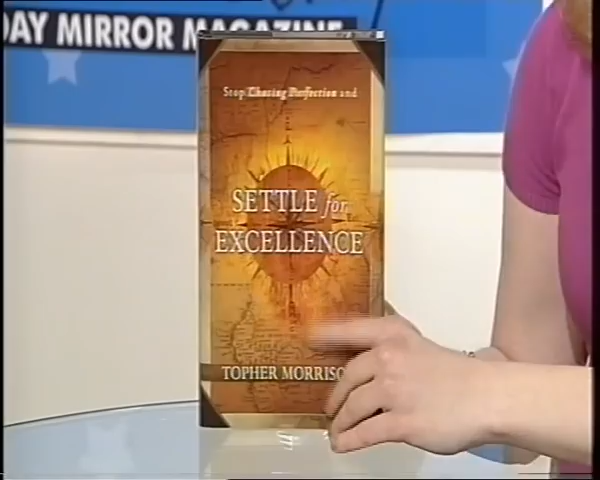 DAY MIRROR MAGAZINE
Stop Chasing Perfection and
SETTLE for
EXCELLENCE
TOPHER MORRISO